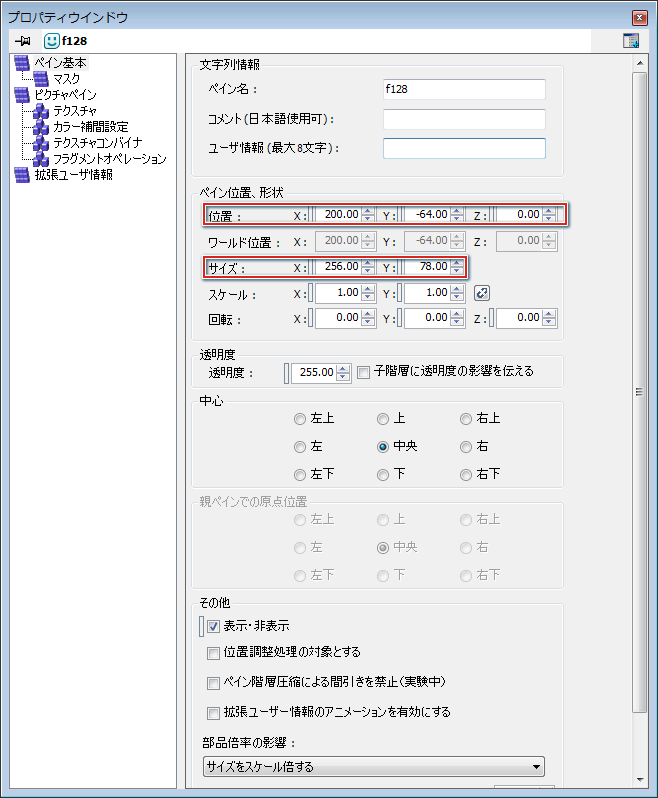 プロパティウインドウ
f128
ペイン基本
マスク
ピクチャペイン
テクスチャ
カラー補間設定
テクスチャコンバイナ
フラグメントオペレーション
拡張ユーザ情報
文字列情報
ペイン名: f128
コメント(日本語使用可):
ユーザ情報(最大8文字):
ペイン位置、形状
位置: X: 200.00 Y: -64.00 Z: 0.00
ワールド位置: X: 200.00 Y: -64.00 Z: 0.00
サイズ: X: 256.00 Y: 78.00
スケール: X: 1.00 Y: 1.00
回転: X: 0.00 Y: 0.00 Z: 0.00
透明度
透明度: 255.00 子階層に透明度の影響を伝える
中心
左上 上 右上
左 中央 右
左下 下 右下
親ペインでの原点位置
左上 上 右上
左 中央 右
左下 下 右下
その他
表示・非表示
位置調整処理の対象とする
ペイン階層圧縮による間引きを禁止(実験中)
拡張ユーザー情報のアニメーションを有効にする
部品倍率の影響:
サイズをスケール倍する